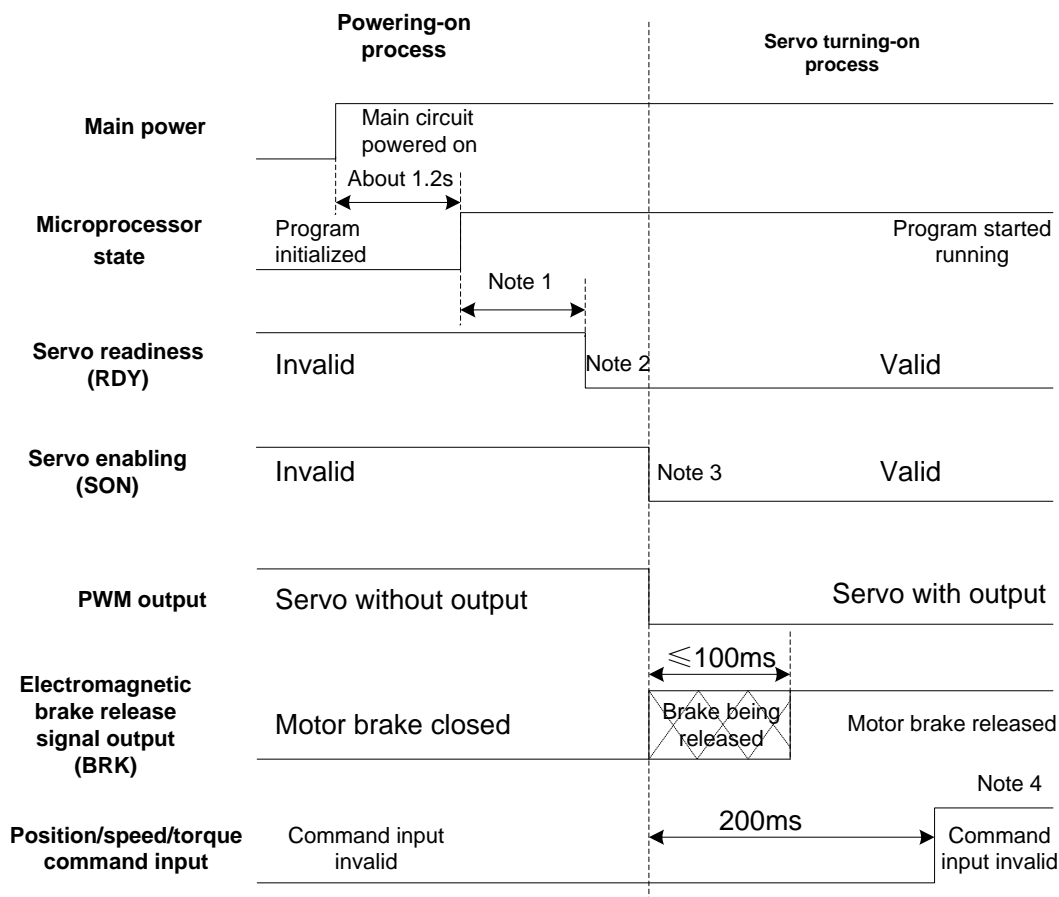 Powering-on
process
Servo turning-on
process
Main power
Main circuit
powered on
About 1.2s
Microprocessor
state
Program
initialized
Program started
running
Note 1
Servo readiness
(RDY)
Invalid
Note 2
Valid
Servo enabling
(SON)
Invalid
Note 3
Valid
PWM output
Servo without output
Servo with output
≤100ms
Electromagnetic
brake release
signal output
(BRK)
Motor brake closed
Brake being
released
Motor brake released
Note 4
Position/speed/torque
command input
Command input
invalid
200ms
Command
input invalid